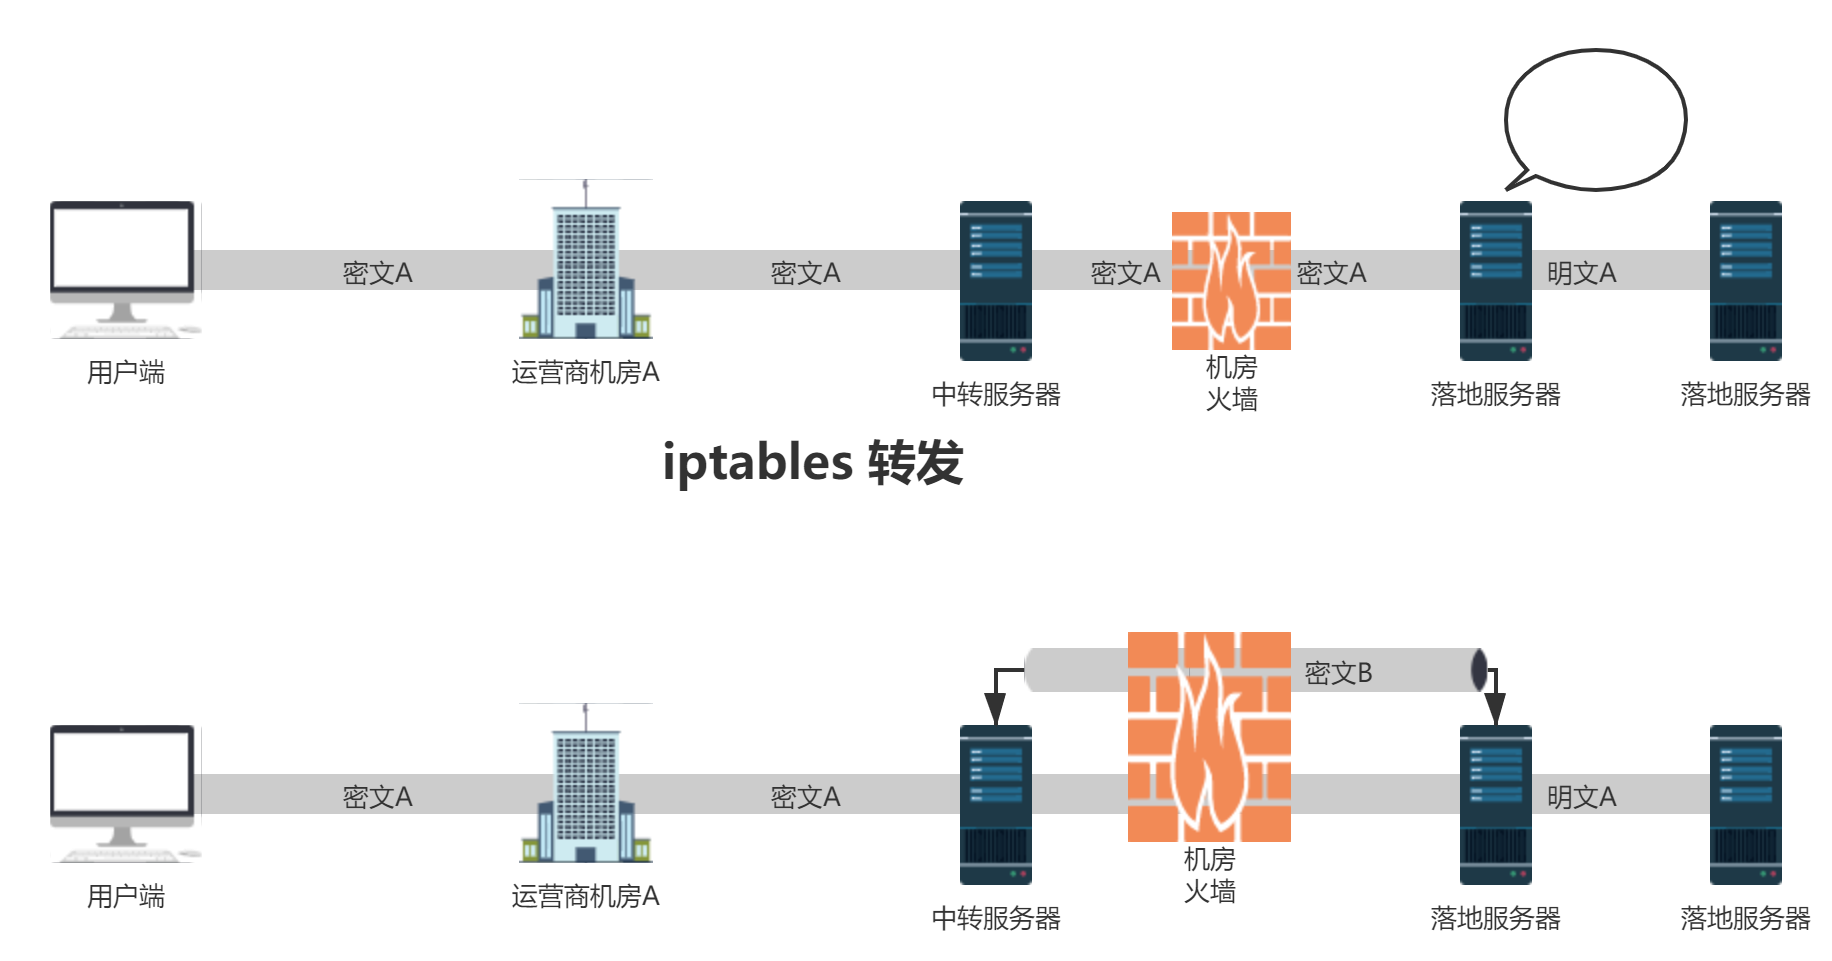 密文A
密文A
密文A
密文A
明文A
用户端
运营商机房A
中转服务器
机房
火墙
落地服务器
落地服务器
iptables 转发
密文B
密文A
密文A
明文A
用户端
运营商机房A
中转服务器
机房
火墙
落地服务器
落地服务器